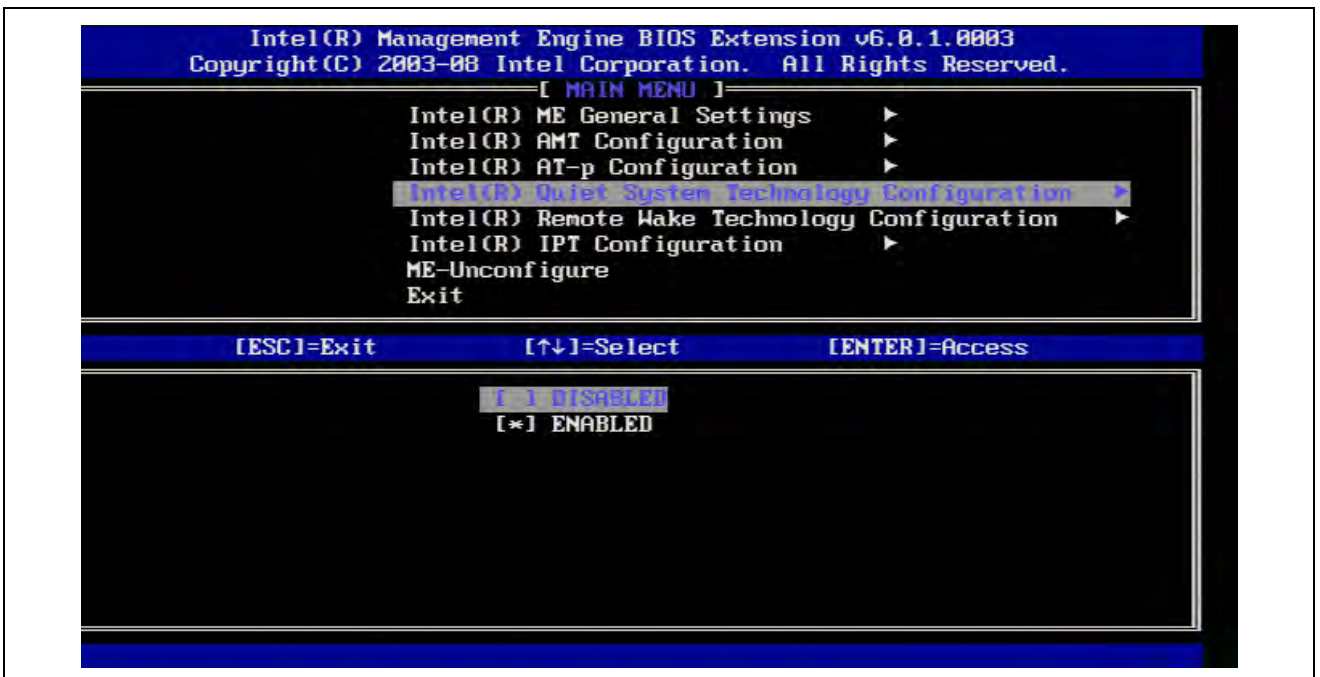 Intel(R) Management Engine BIOS Extension v6.0.1.0003
Copyright(C) 2003-08 Intel Corporation. All Rights Reserved.
[ MAIN MENU ]
Intel(R) ME General Settings ►
Intel(R) AMT Configuration ►
Intel(R) AT-p Configuration ►
Intel(R) Quiet System Technology Configuration ►
Intel(R) Remote Wake Technology Configuration ►
Intel(R) IPT Configuration ►
ME-Unconfigure
Exit
[ESC]=Exit [↑↓]=Select [ENTER]=Access
[ ] DISABLED
[*] ENABLED